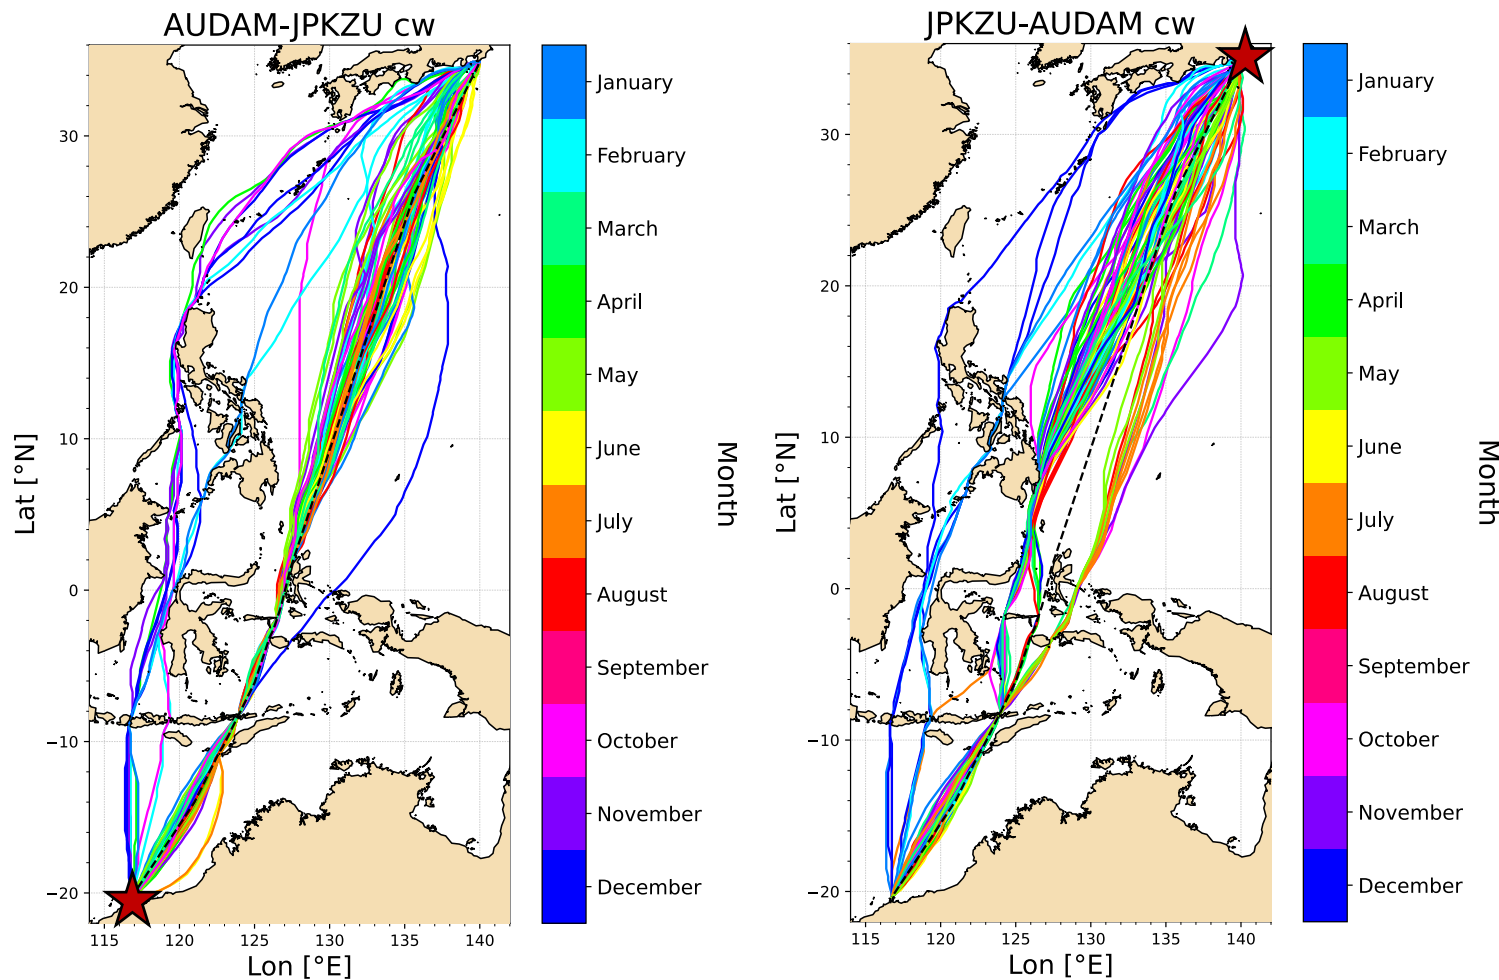 AUDAM-JPKZU cw
30
20
10
0
−10
−20
115
120
125
130
135
140
Lat [°N]
Lon [°E]
January
February
March
April
May
June
July
August
September
October
November
December
Month
JPKZU-AUDAM cw
30
20
10
0
−10
−20
115
120
125
130
135
140
Lat [°N]
Lon [°E]
January
February
March
April
May
June
July
August
September
October
November
December
Month